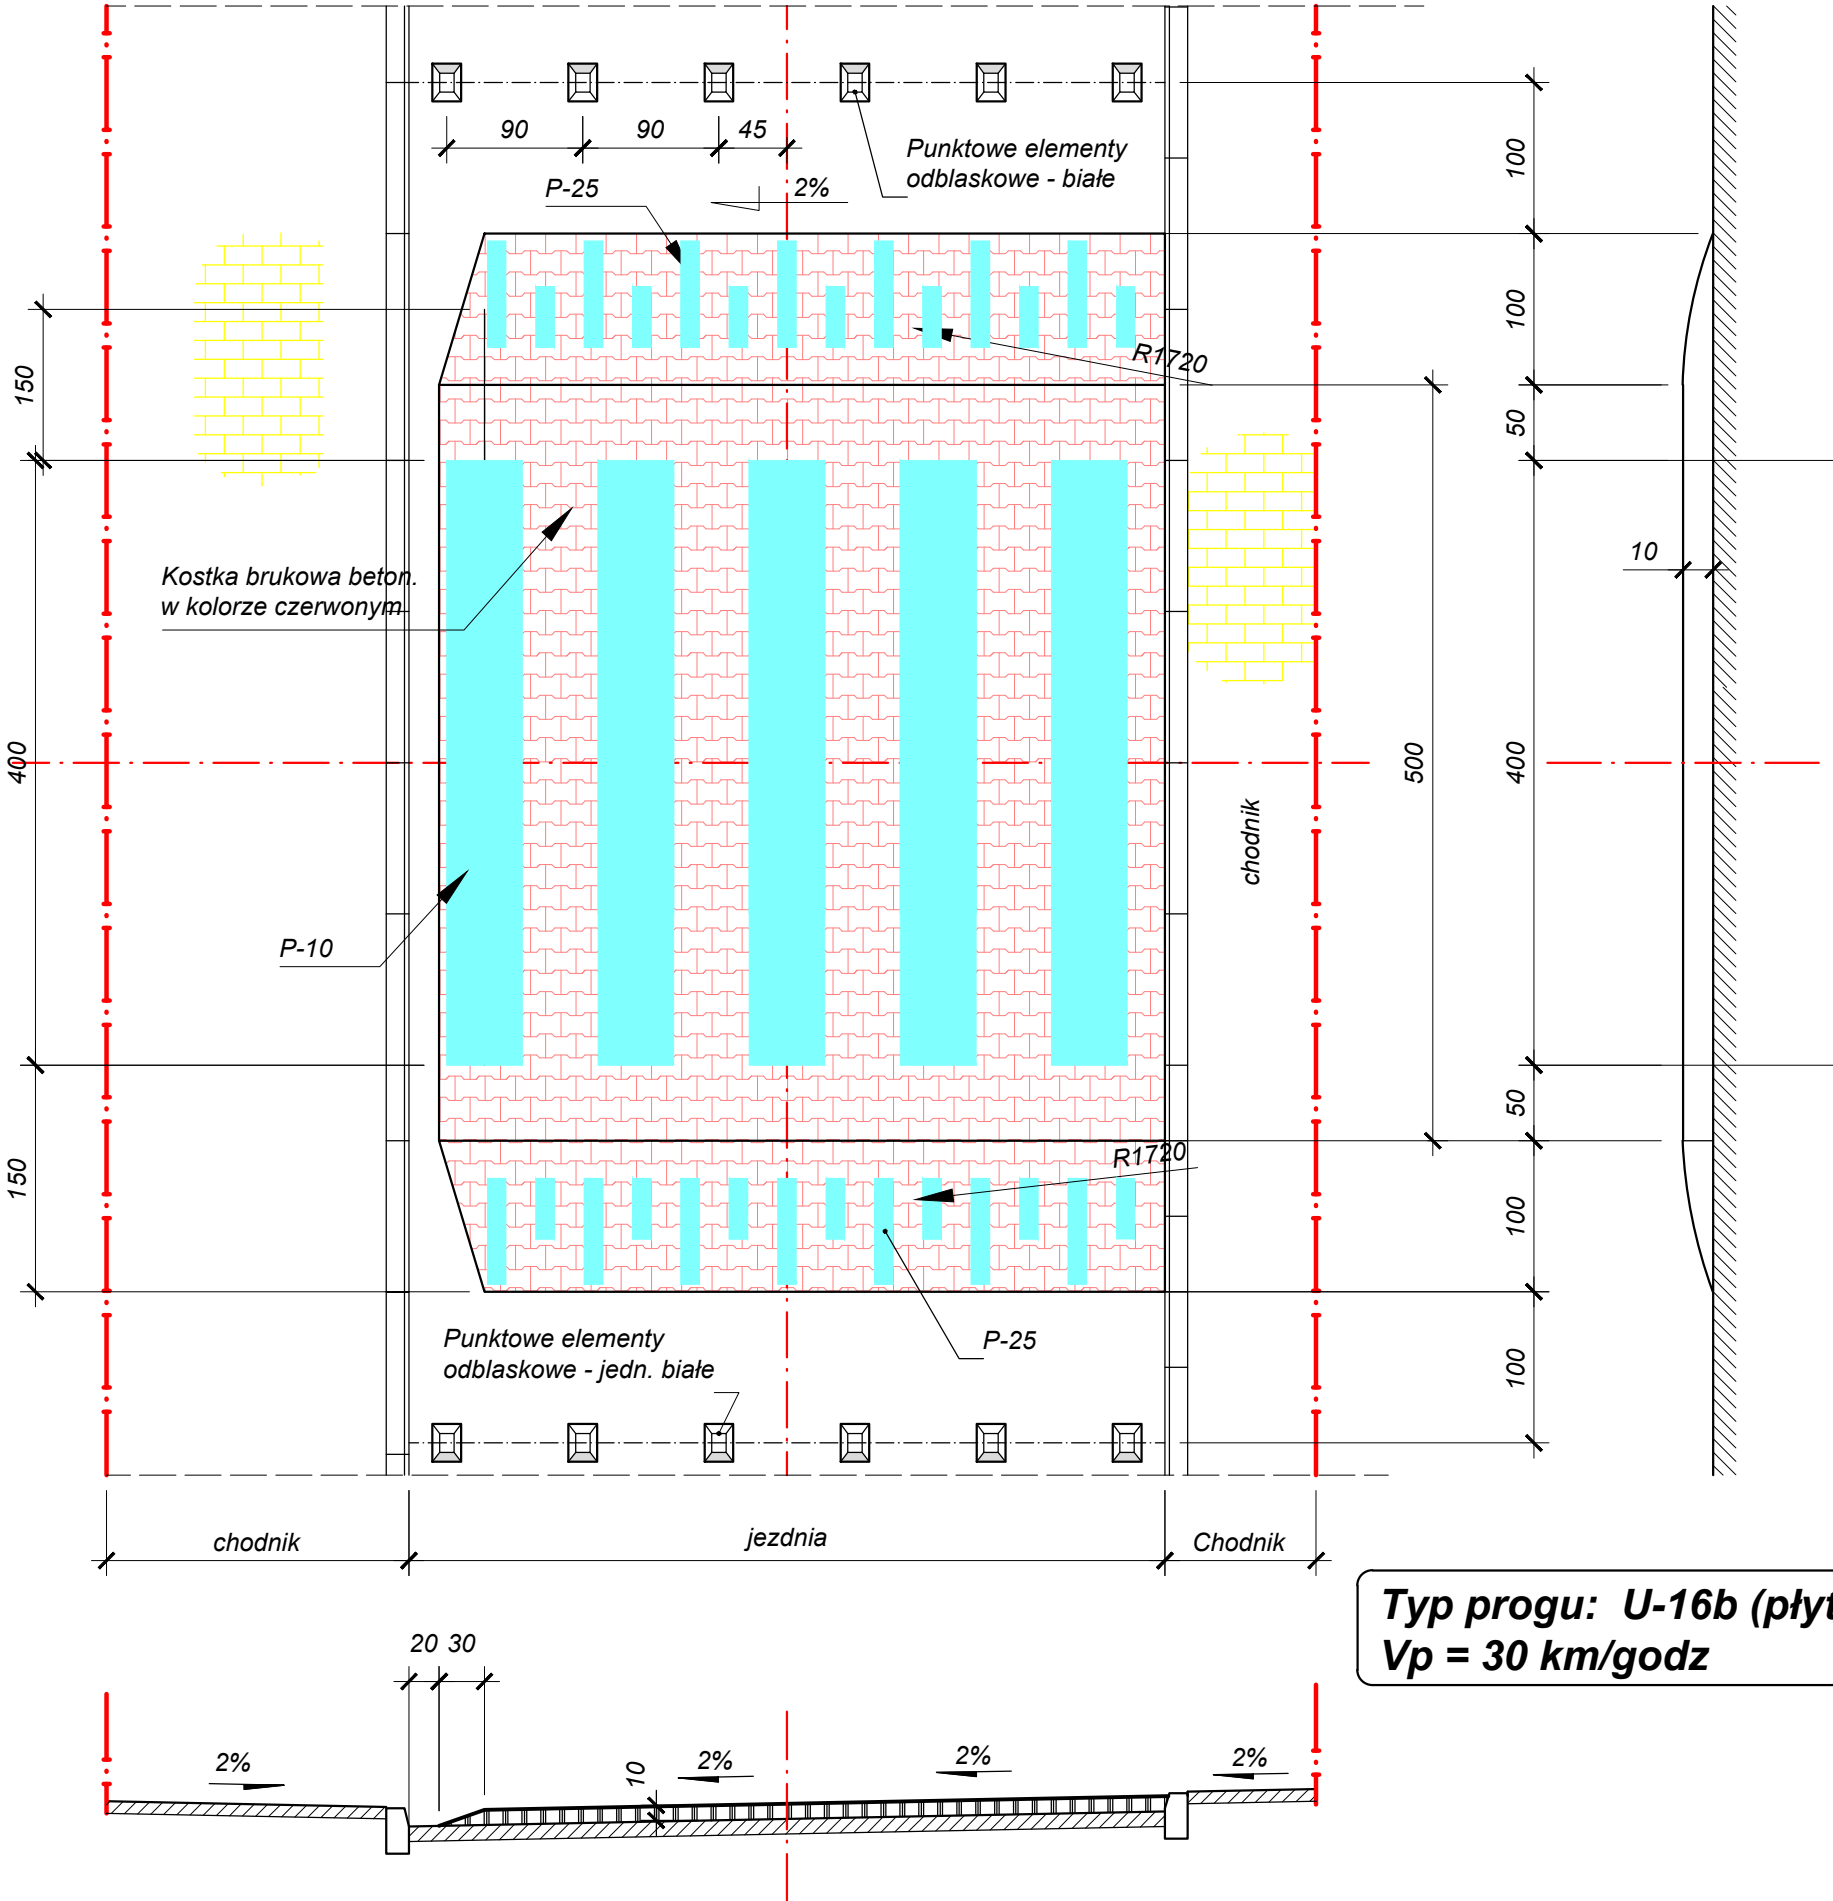 90
90
45
Punktowe elementy
odblaskowe - białe
P-25
2%
100
R1720
100
150
50
Kostka brukowa beton.
w kolorze czerwonym
10
400
500
400
chodnik
P-10
50
R1720
150
100
Punktowe elementy
odblaskowe - jedn. białe
P-25
100
chodnik
jezdnia
Chodnik
Typ progu: U-16b (płyt
Vp = 30 km/godz
20 30
2%
10
2%
2%
2%